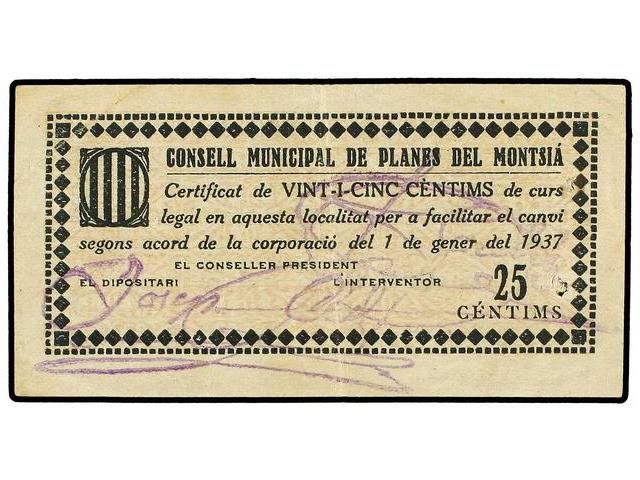 CONSELL MUNICIPAL DE PLANES DEL MONTSIÁ
Certificat de VINT-I-CINC CÈNTIMS de curs
legal en aquesta localitat per a facilitar el canvi
segons acord de la corporació del 1 de gener del 1937
EL CONSELLER PRESIDENT
EL DIPOSITARI L'INTERVENTOR
25
CÉNTIMS